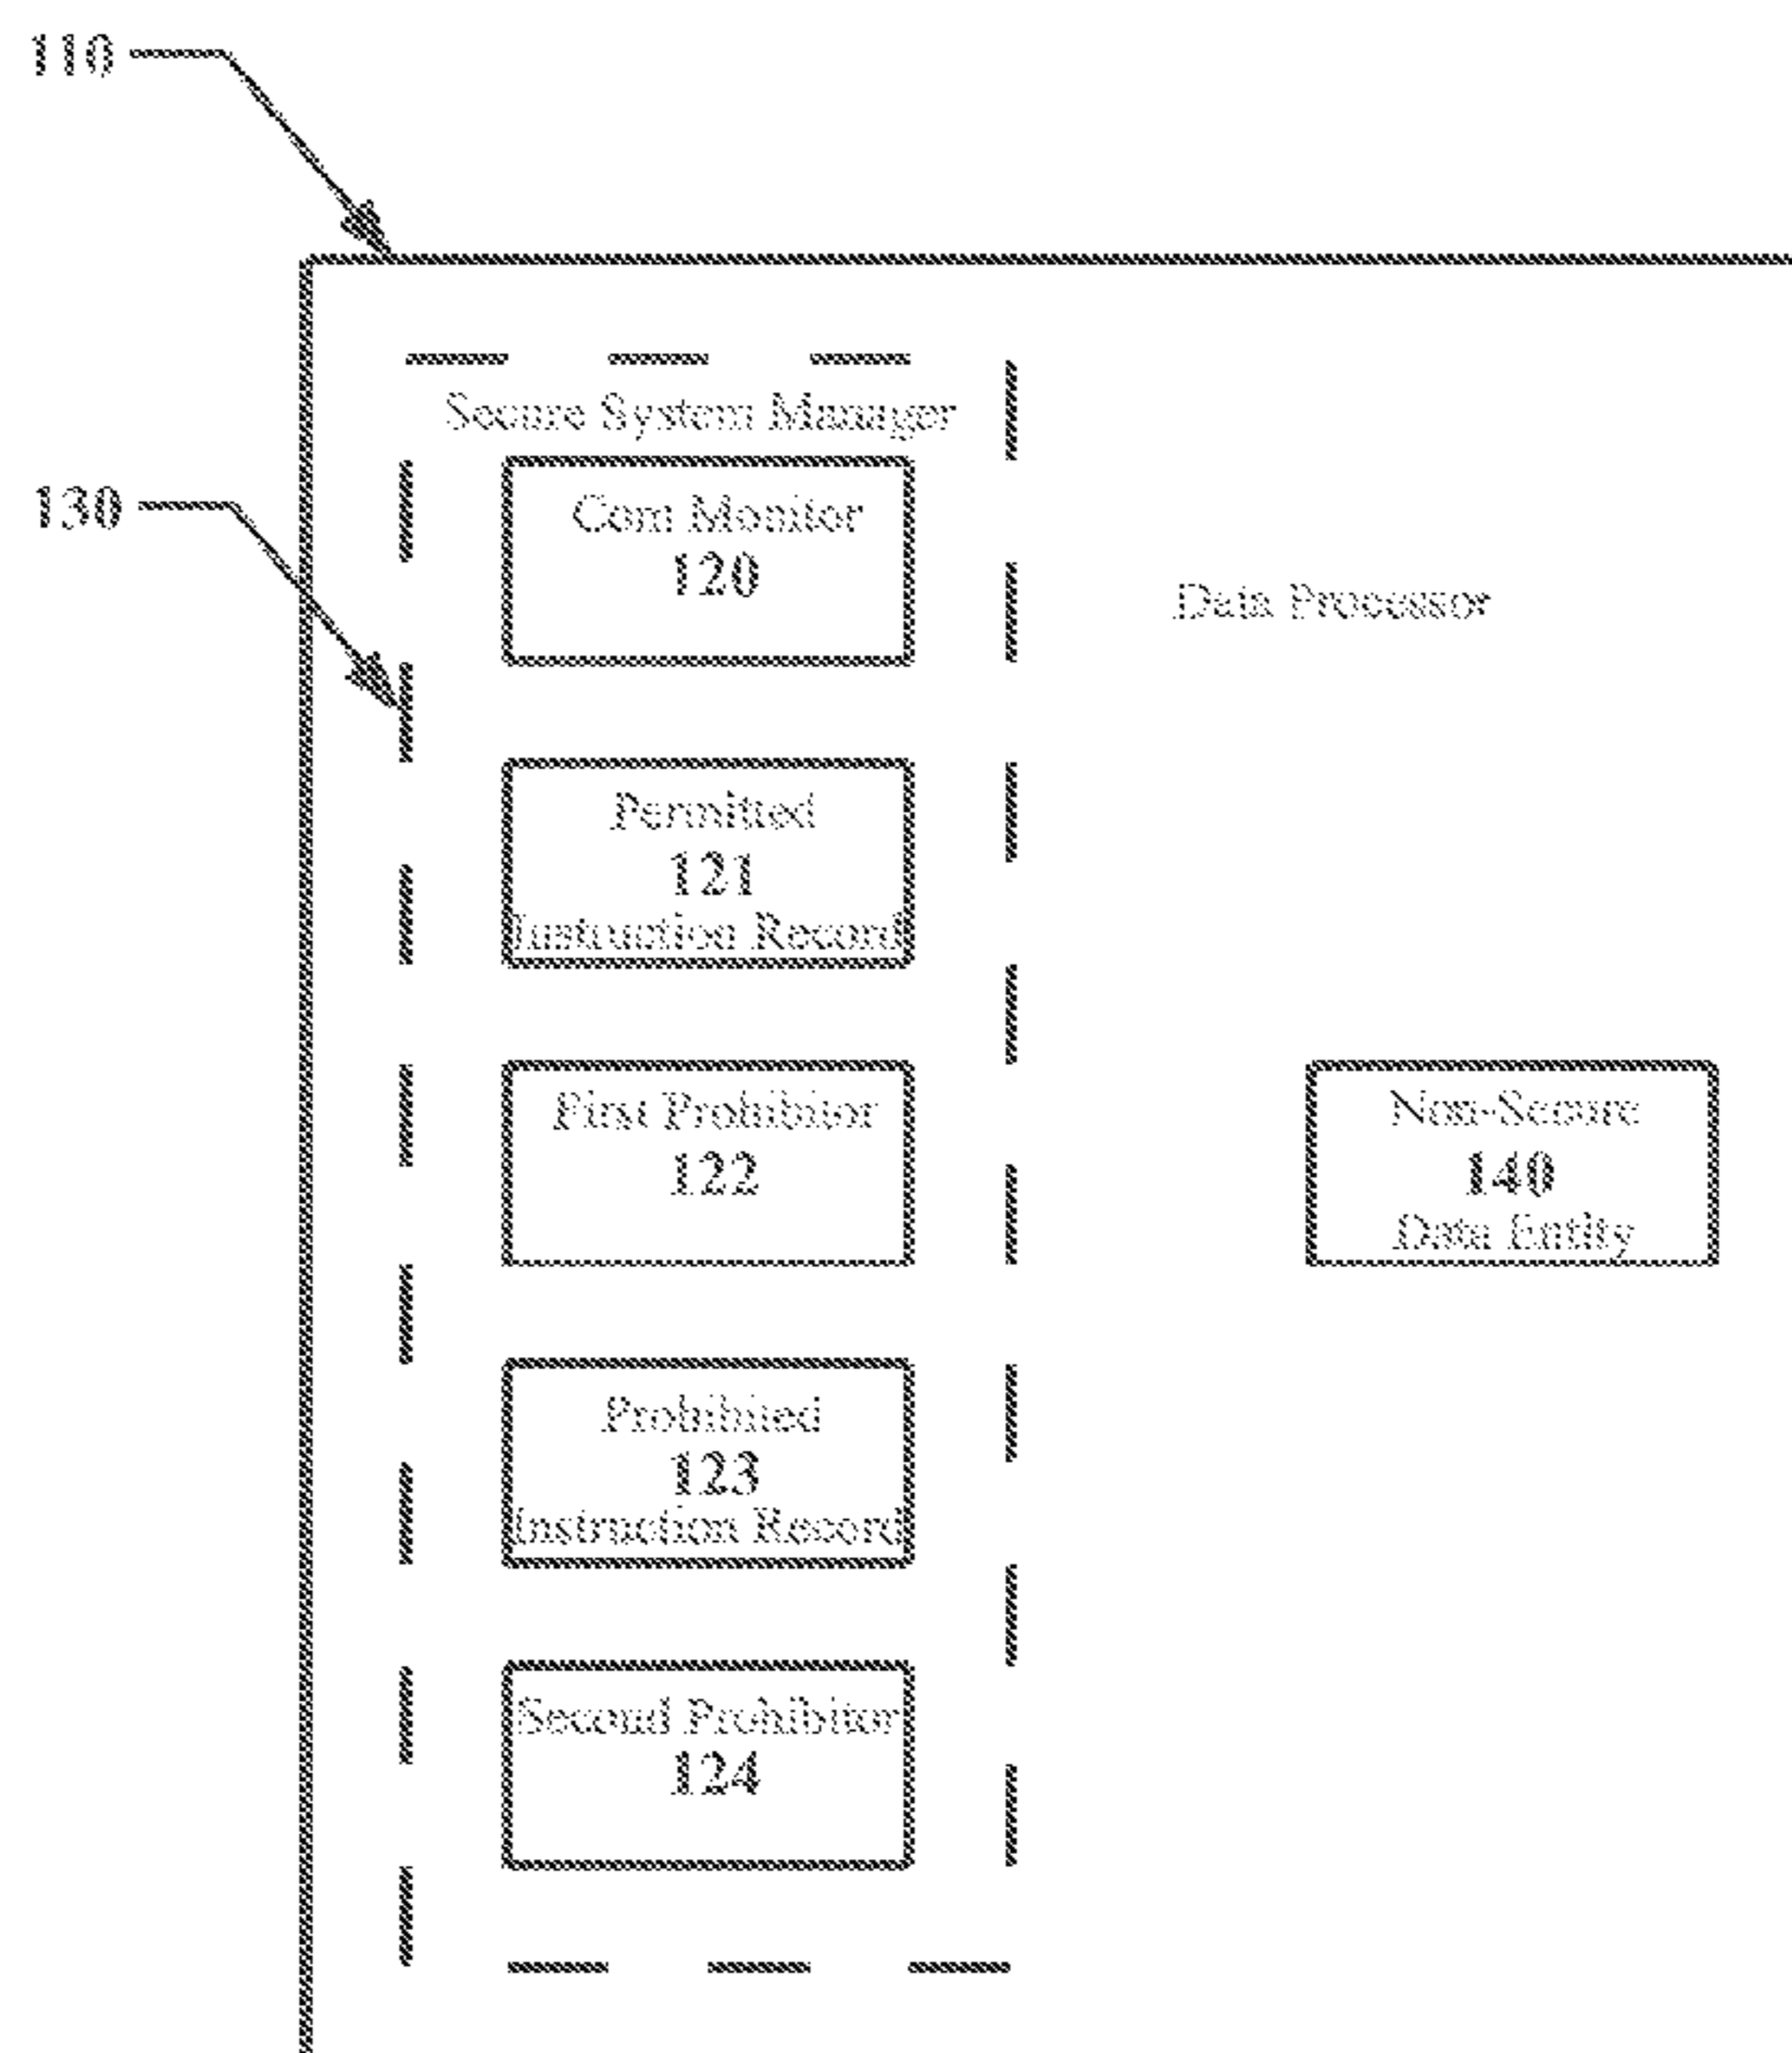 110
Secure System Manager
130
Com Monitor
120
Data Processor
Permitted
121
Instruction Record
First Prohibitor
122
Non-Secure
140
Data Entity
Prohibited
123
Instruction Record
Second Prohibitor
124